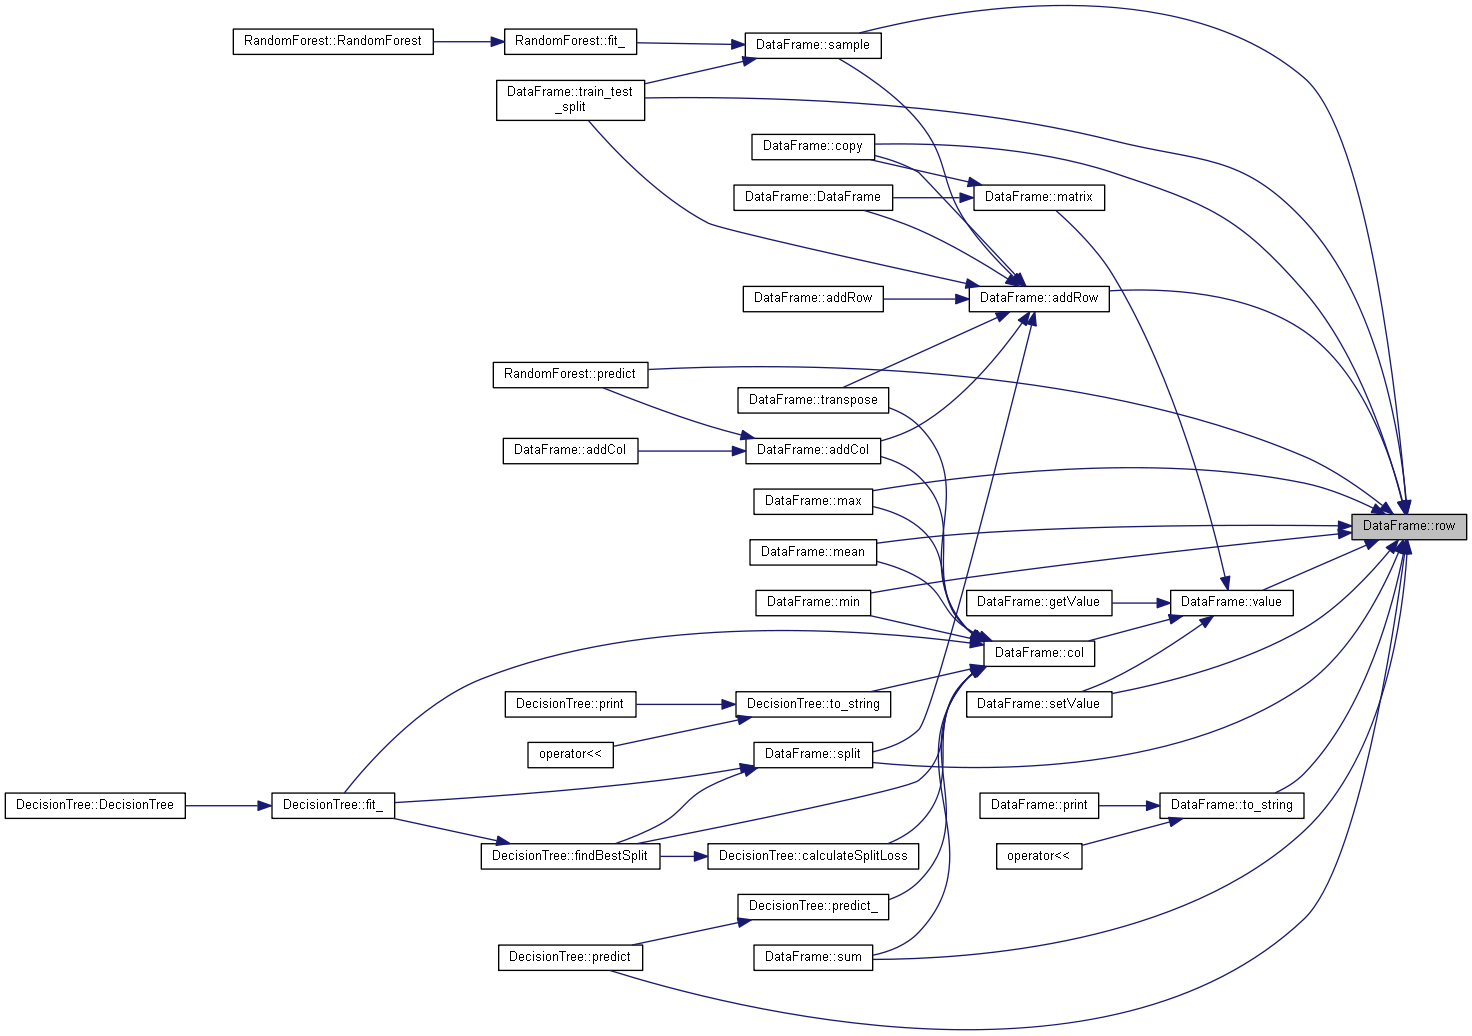 RandomForest::RandomForest
RandomForest::fit_
DataFrame::sample
DataFrame::train_test
_split
DataFrame::copy
DataFrame::DataFrame
DataFrame::matrix
DataFrame::addRow
DataFrame::addRow
RandomForest::predict
DataFrame::transpose
DataFrame::addCol
DataFrame::addCol
DataFrame::max
DataFrame::row
DataFrame::mean
DataFrame::min
DataFrame::getValue
DataFrame::value
DataFrame::col
DecisionTree::print
DecisionTree::to_string
DataFrame::setValue
operator<<
DataFrame::split
DecisionTree::DecisionTree
DecisionTree::fit_
DataFrame::print
DataFrame::to_string
DecisionTree::findBestSplit
DecisionTree::calculateSplitLoss
operator<<
DecisionTree::predict_
DecisionTree::predict
DataFrame::sum